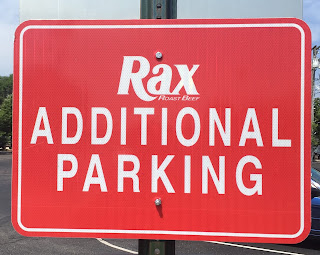 Rax
ROAST BEEF
ADDITIONAL
PARKING